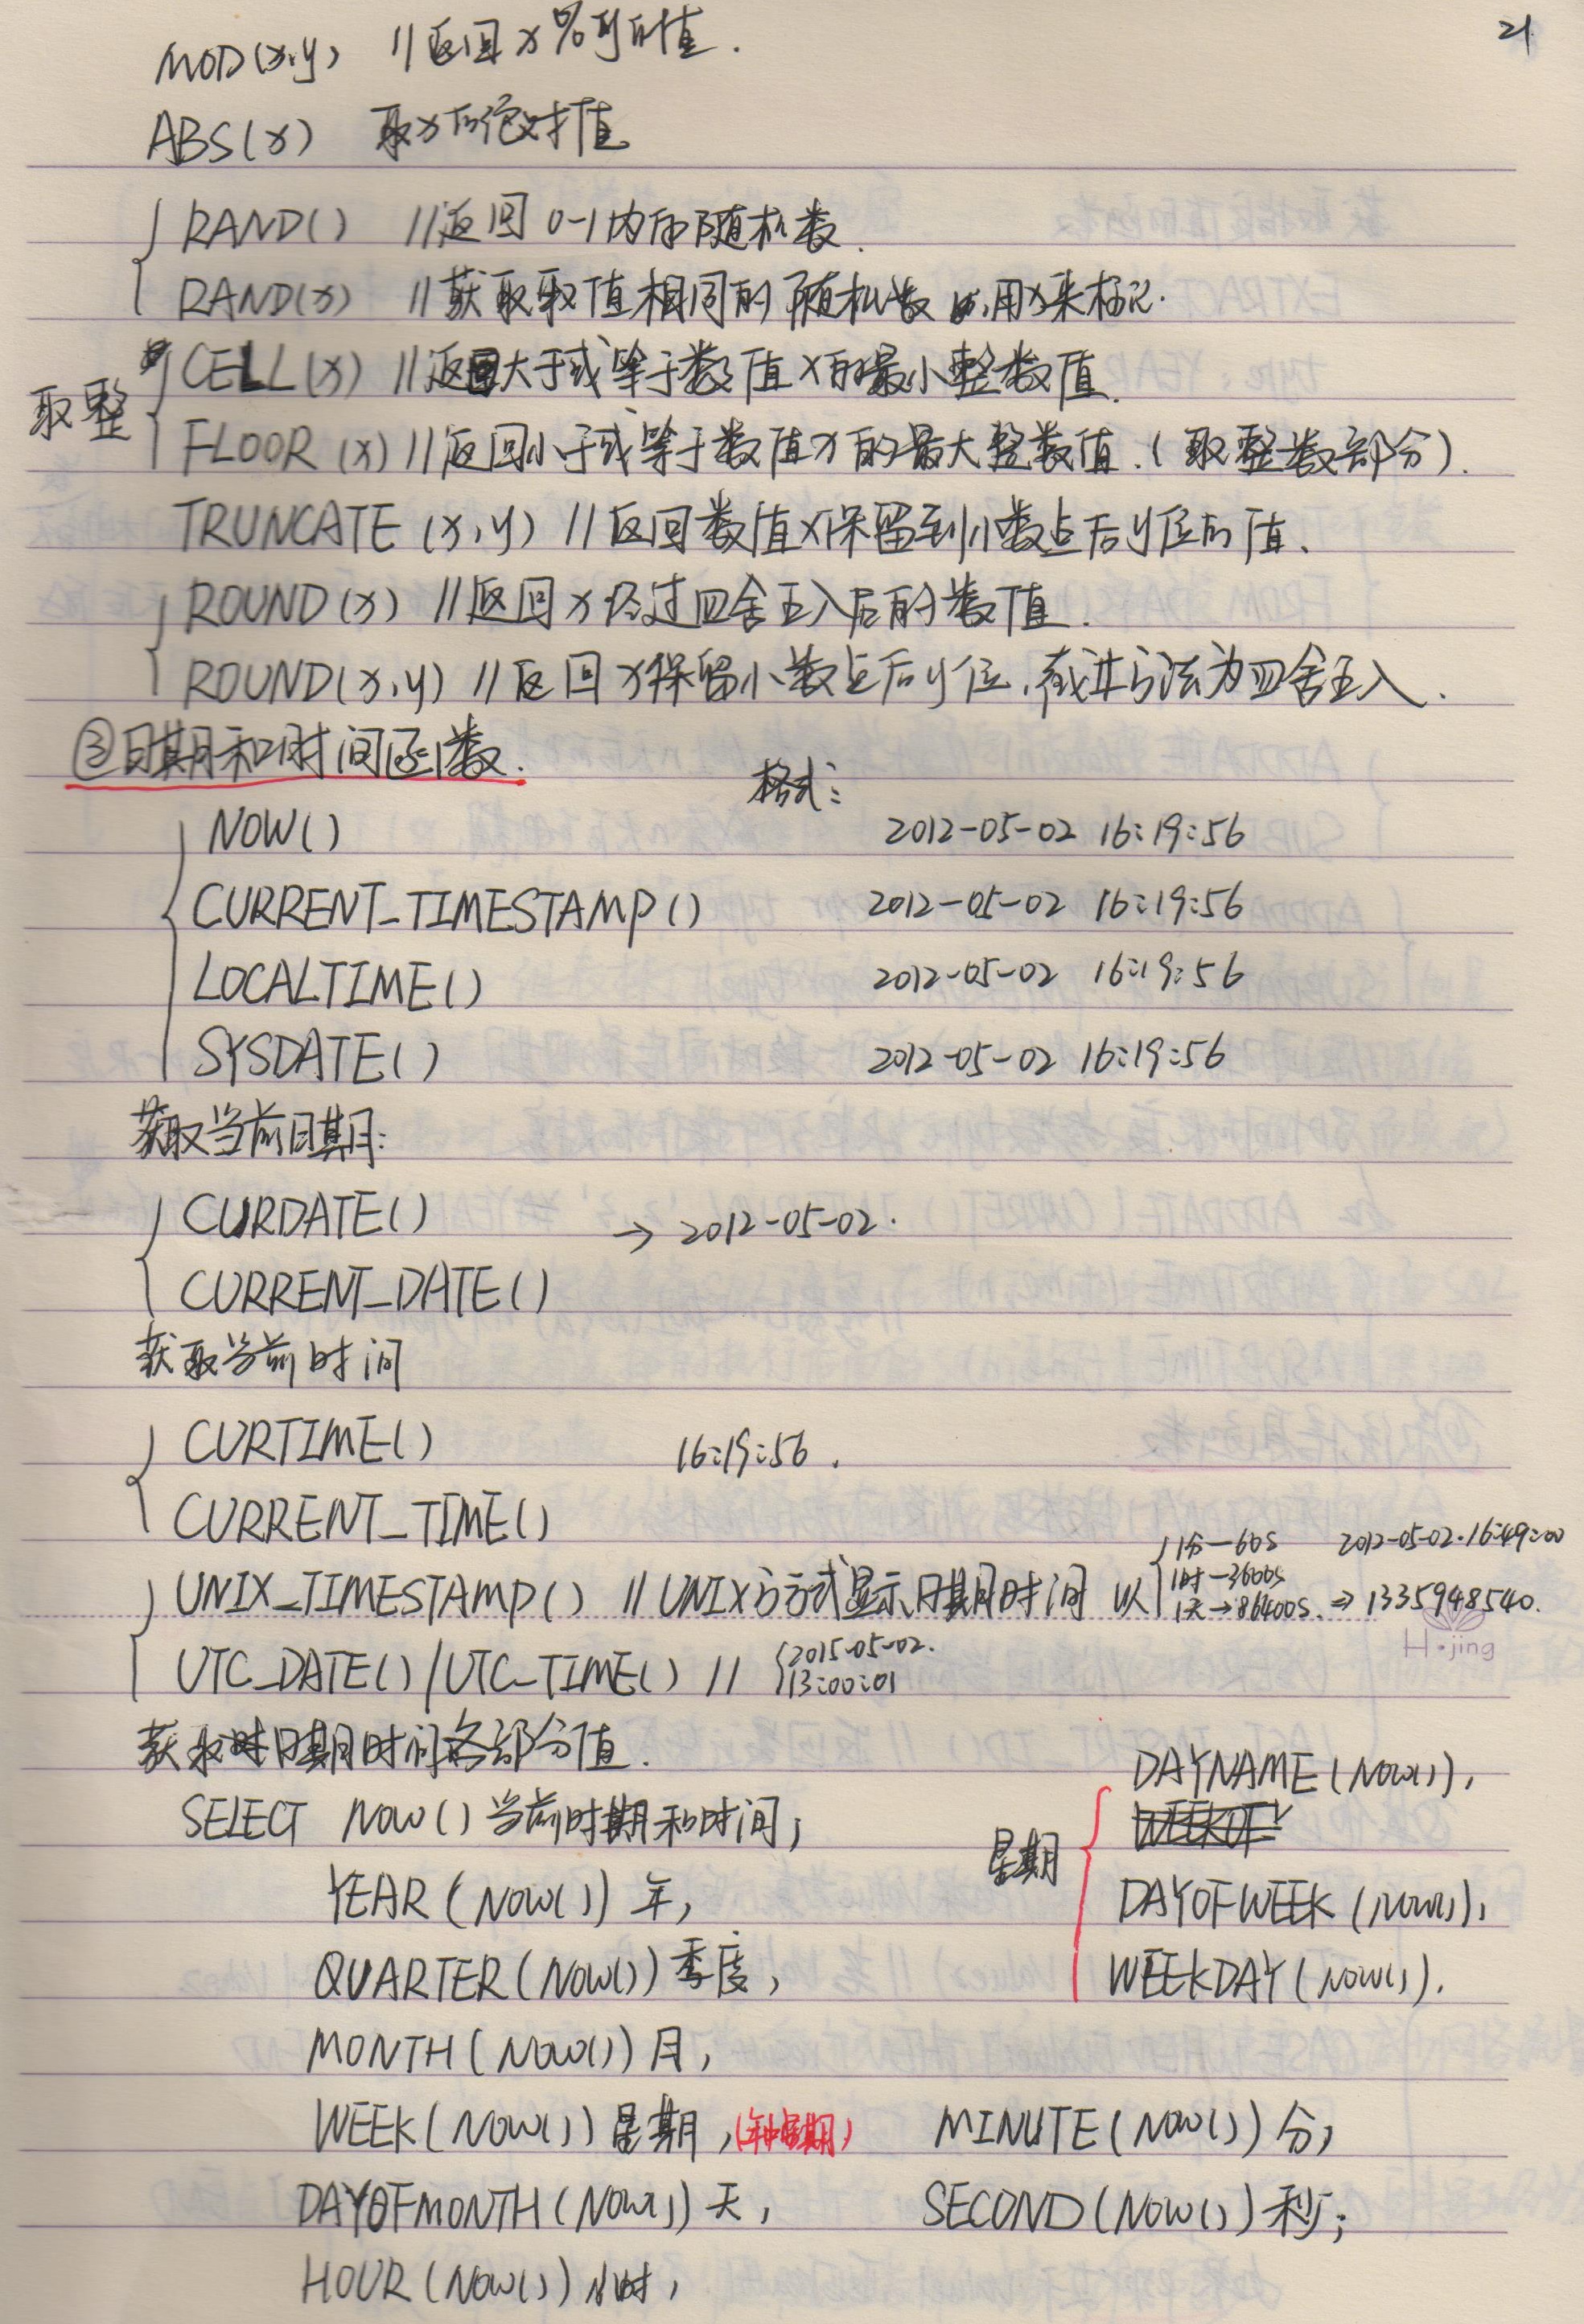 21
MOD(x,y) //返回x%y的值.
ABS(x) 取x的绝对值
RAND() //返回0-1内的随机数.
RAND(x) //获取取值相同的随机数,用x来标记.
取整
CELL(x) //返回大于或等于数值x的最小整数值.
FLOOR(x) //返回小于或等于数值x的最大整数值.(取整数部分).
TRUNCATE(x,y) //返回数值x保留到小数点后y位的值.
ROUND(x) //返回x经过四舍五入后的数值.
ROUND(x,y) //返回x保留小数点后y位,截井方法为四舍五入.
③日期和时间函数.
格式:
NOW() 2012-05-02 16:19:56
CURRENT_TIMESTAMP() 2012-05-02 16:19:56
LOCALTIME() 2012-05-02 16:19:56
SYSDATE() 2012-05-02 16:19:56
获取当前日期:
CURDATE() → 2012-05-02.
CURRENT_DATE()
获取当前时间
CURTIME() 16:19:56.
CURRENT_TIME()
UNIX_TIMESTAMP() //UNIX方式显示日期时间 以
1分—60s 2012-05-02.16:49:00
1时—3600s
1天→86400s. ⇒ 1335948540.
H·jing
UTC_DATE()/UTC_TIME() //
2015-05-02.
13:00:01
获取日期时间各部分值.
SELECT NOW() 当前时期和时间,
YEAR(NOW()) 年,
QUARTER(NOW()) 季度,
MONTH(NOW()) 月,
WEEK(NOW()) 星期,
DAYOFMONTH(NOW()) 天,
HOUR(NOW()) 小时,
MINUTE(NOW()) 分,
SECOND(NOW()) 秒;
星期
DAYNAME(NOW()),
DAYOFWEEK(NOW()),
WEEKDAY(NOW()).